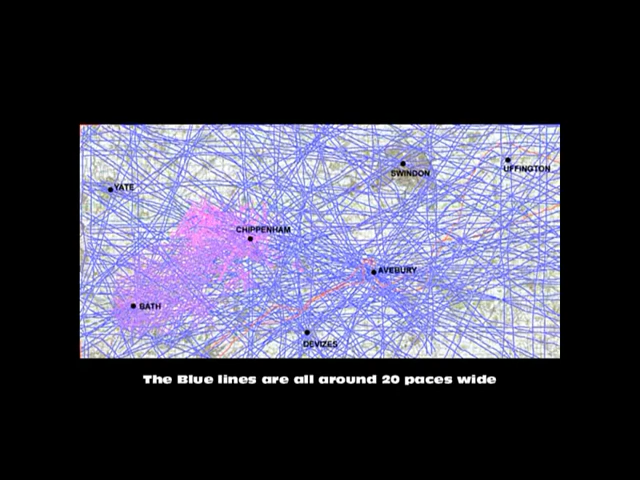 SWINDON
UFFINGTON
YATE
CHIPPENHAM
AVEBURY
BATH
DEVIZES
The Blue lines are all around 20 paces wide